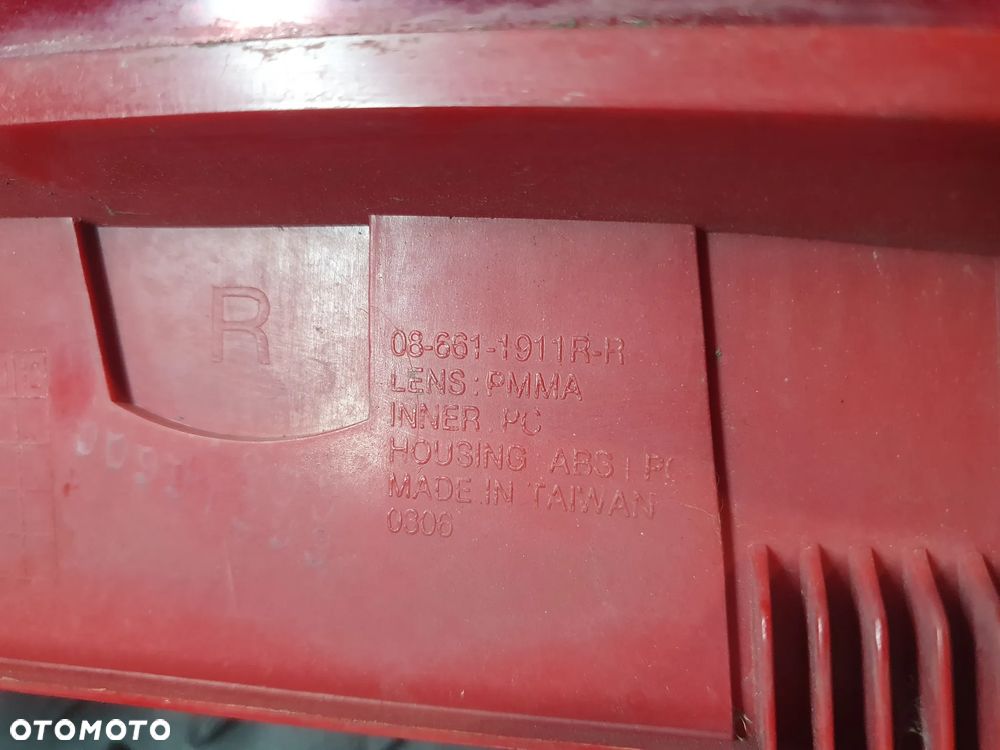 R
08-661-1911R-R
LENS : PMMA
INNER : PC
HOUSING ABS+PC
MADE IN TAIWAN
0306
OTOMOTO